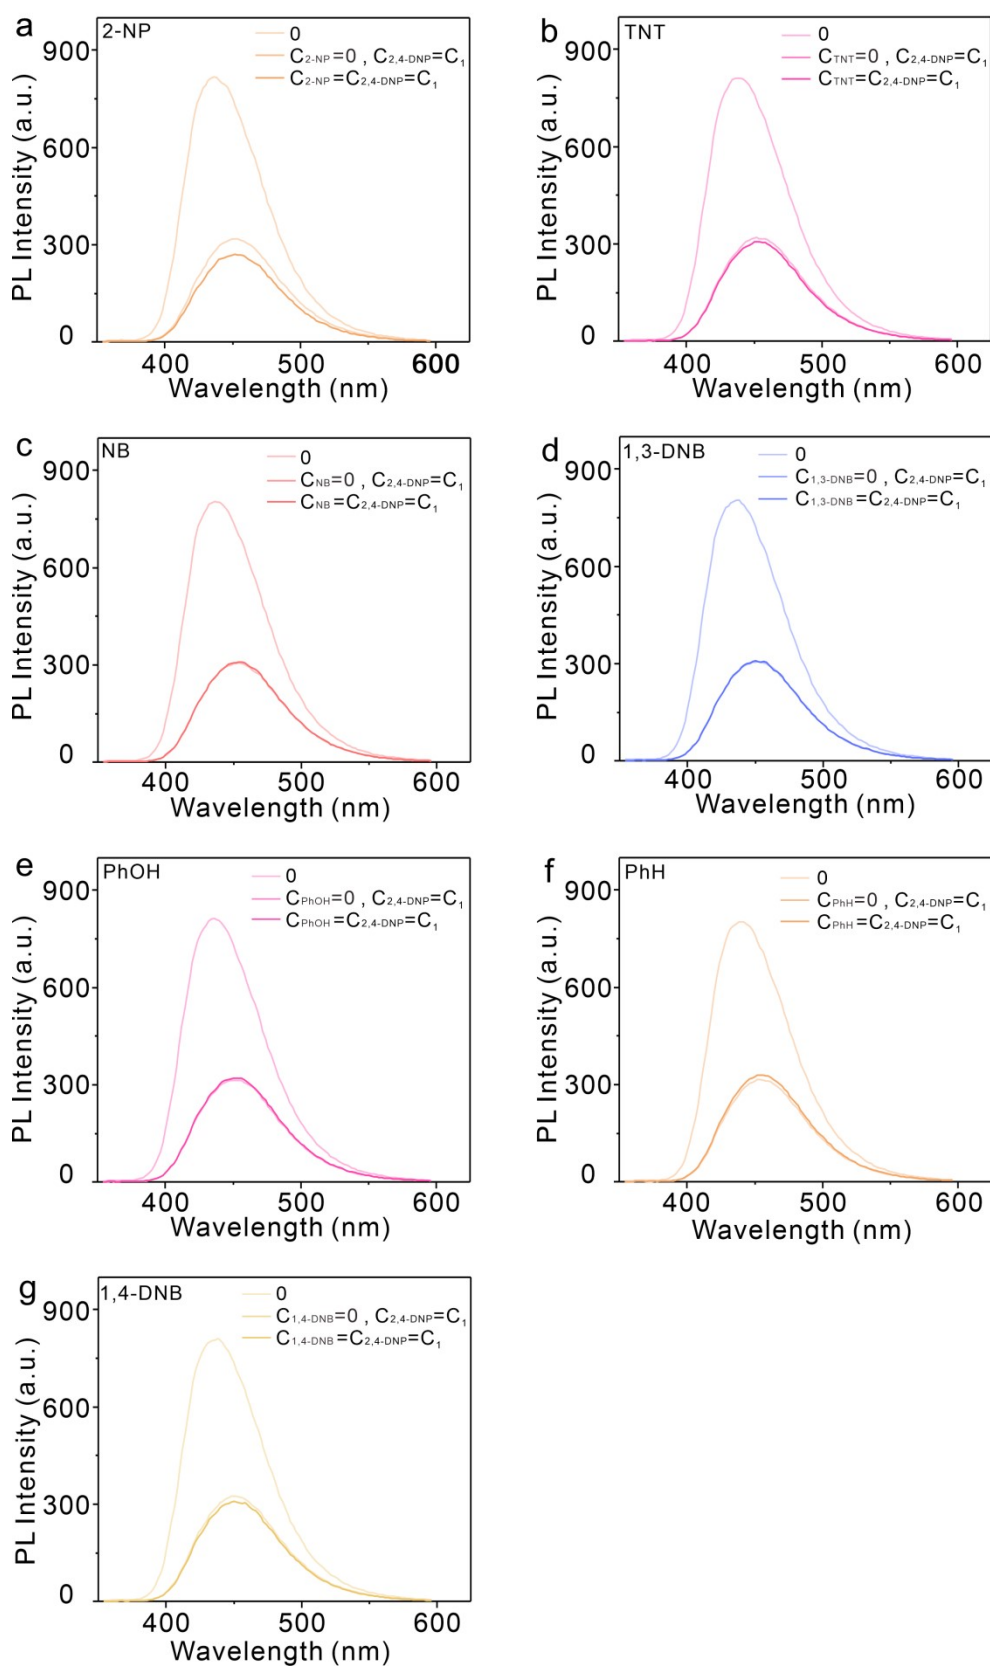 a
2-NP
0
C2-NP=0 , C2,4-DNP=C1
C2-NP=C2,4-DNP=C1
900
600
300
0
PL Intensity (a.u.)
400
500
600
Wavelength (nm)
b
TNT
0
CTNT=0 , C2,4-DNP=C1
CTNT=C2,4-DNP=C1
900
600
300
0
PL Intensity (a.u.)
400
500
600
Wavelength (nm)
c
NB
0
CNB=0 , C2,4-DNP=C1
CNB=C2,4-DNP=C1
900
600
300
0
PL Intensity (a.u.)
400
500
600
Wavelength (nm)
d
1,3-DNB
0
C1,3-DNB=0 , C2,4-DNP=C1
C1,3-DNB=C2,4-DNP=C1
900
600
300
0
PL Intensity (a.u.)
400
500
600
Wavelength (nm)
e
PhOH
0
CPhOH=0 , C2,4-DNP=C1
CPhOH=C2,4-DNP=C1
900
600
300
0
PL Intensity (a.u.)
400
500
600
Wavelength (nm)
f
PhH
0
CPhH=0 , C2,4-DNP=C1
CPhH=C2,4-DNP=C1
900
600
300
0
PL Intensity (a.u.)
400
500
600
Wavelength (nm)
g
1,4-DNB
0
C1,4-DNB=0 , C2,4-DNP=C1
C1,4-DNB=C2,4-DNP=C1
900
600
300
0
PL Intensity (a.u.)
400
500
600
Wavelength (nm)